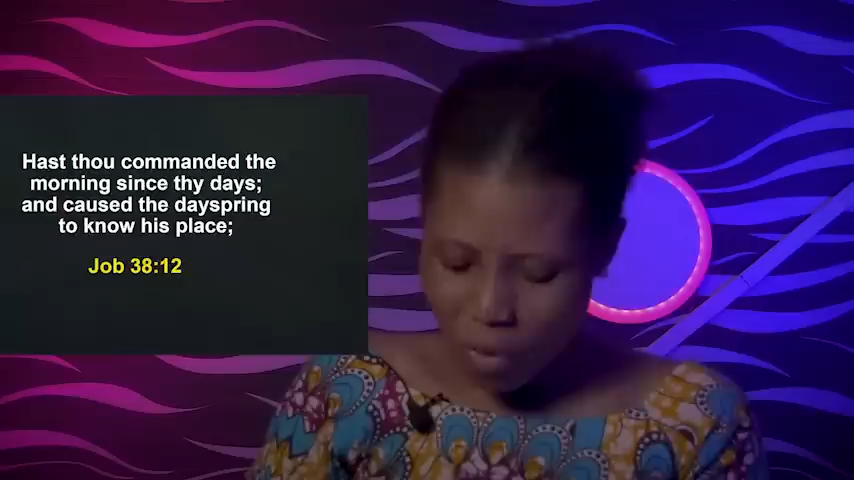 Hast thou commanded the
morning since thy days;
and caused the dayspring
to know his place;
Job 38:12